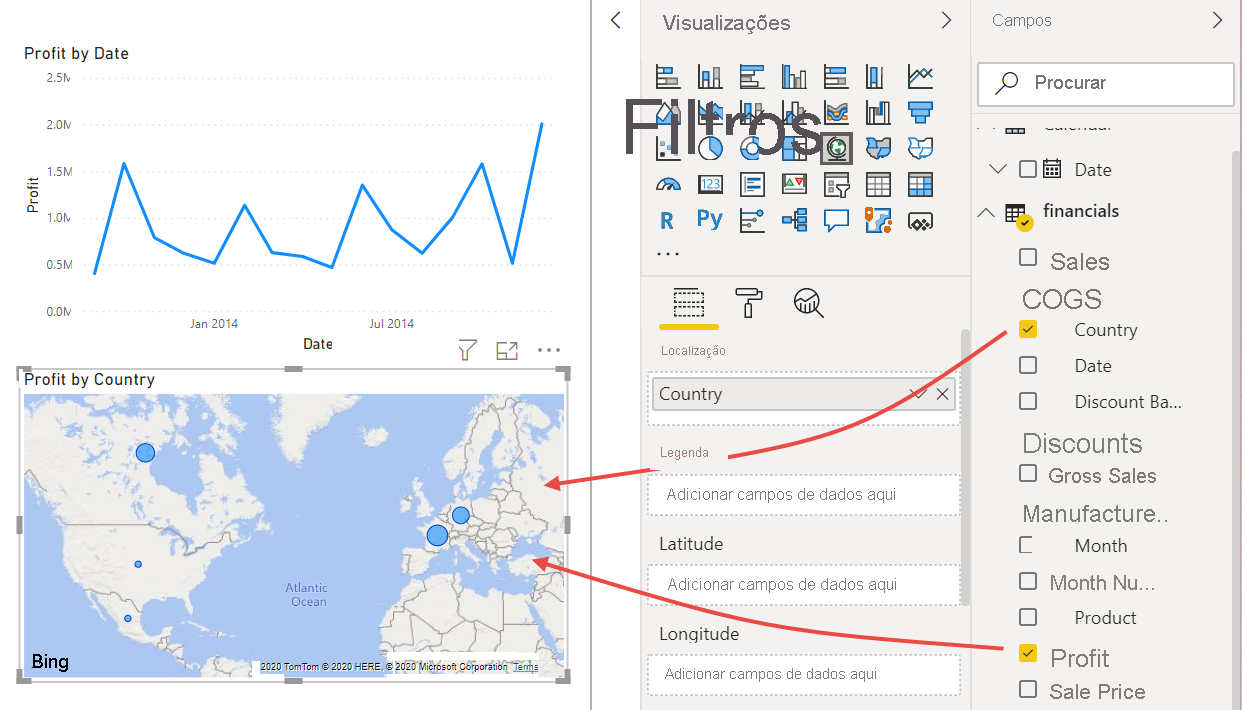 Profit by Date
2.5M
2.0M
1.5M
1.0M
0.5M
0.0M
Profit
Jan 2014
Jul 2014
Date
Profit by Country
Atlantic
Ocean
Bing
2020 TomTom © 2020 HERE, © 2020 Microsoft Corporation Terms
Filtros
Visualizações
123
R
Py
...
Localização
Country
Legenda
Adicionar campos de dados aqui
Latitude
Adicionar campos de dados aqui
Longitude
Adicionar campos de dados aqui
Campos
Procurar
Calendar
Date
financials
Sales
COGS
Country
Date
Discount Ba...
Discounts
Gross Sales
Manufacture..
Month
Month Nu...
Product
Profit
Sale Price